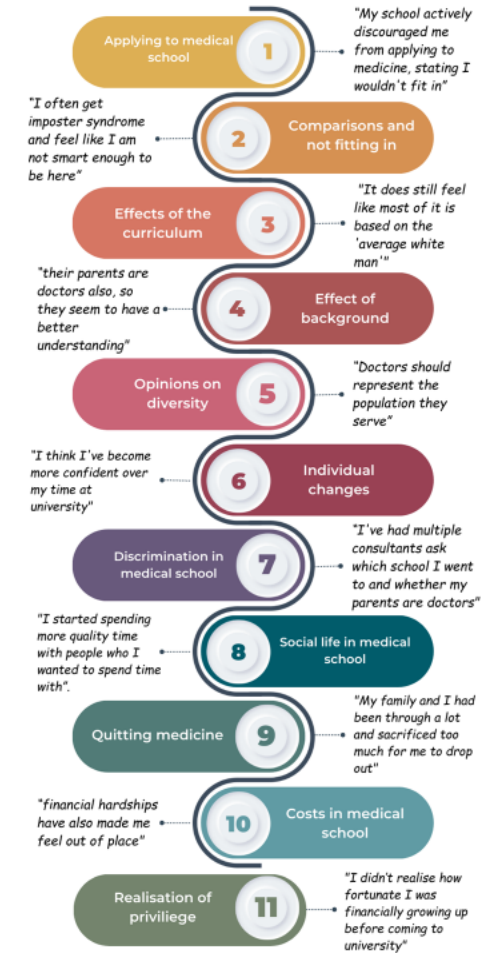 Applying to medical
school
1
"My school actively
discouraged me
from applying to
medicine, stating I
wouldn't fit in"
"I often get
imposter syndrome
and feel like I am
not smart enough to
be here"
2
Comparisons and
not fitting in
Effects of the
curriculum
3
"It does still feel
like most of it is
based on the
'average white
man'"
"their parents are
doctors also, so
they seem to have a
better
understanding"
4
Effect of
background
Opinions on
diversity
5
"Doctors should
represent the
population they
serve"
"I think I've become
more confident over
my time at
university"
6
Individual
changes
Discrimination in
medical school
7
"I've had multiple
consultants ask
which school I went
to and whether my
parents are doctors"
"I started spending
more quality time
with people who I
wanted to spend time
with".
8
Social life in medical
school
Quitting medicine
9
"My family and I had
been through a lot
and sacrificed too
much for me to drop
out"
"financial hardships
have also made me
feel out of place"
10
Costs in medical
school
Realisation of
priviliege
11
"I didn't realise how
fortunate I was
financially growing up
before coming to
university"